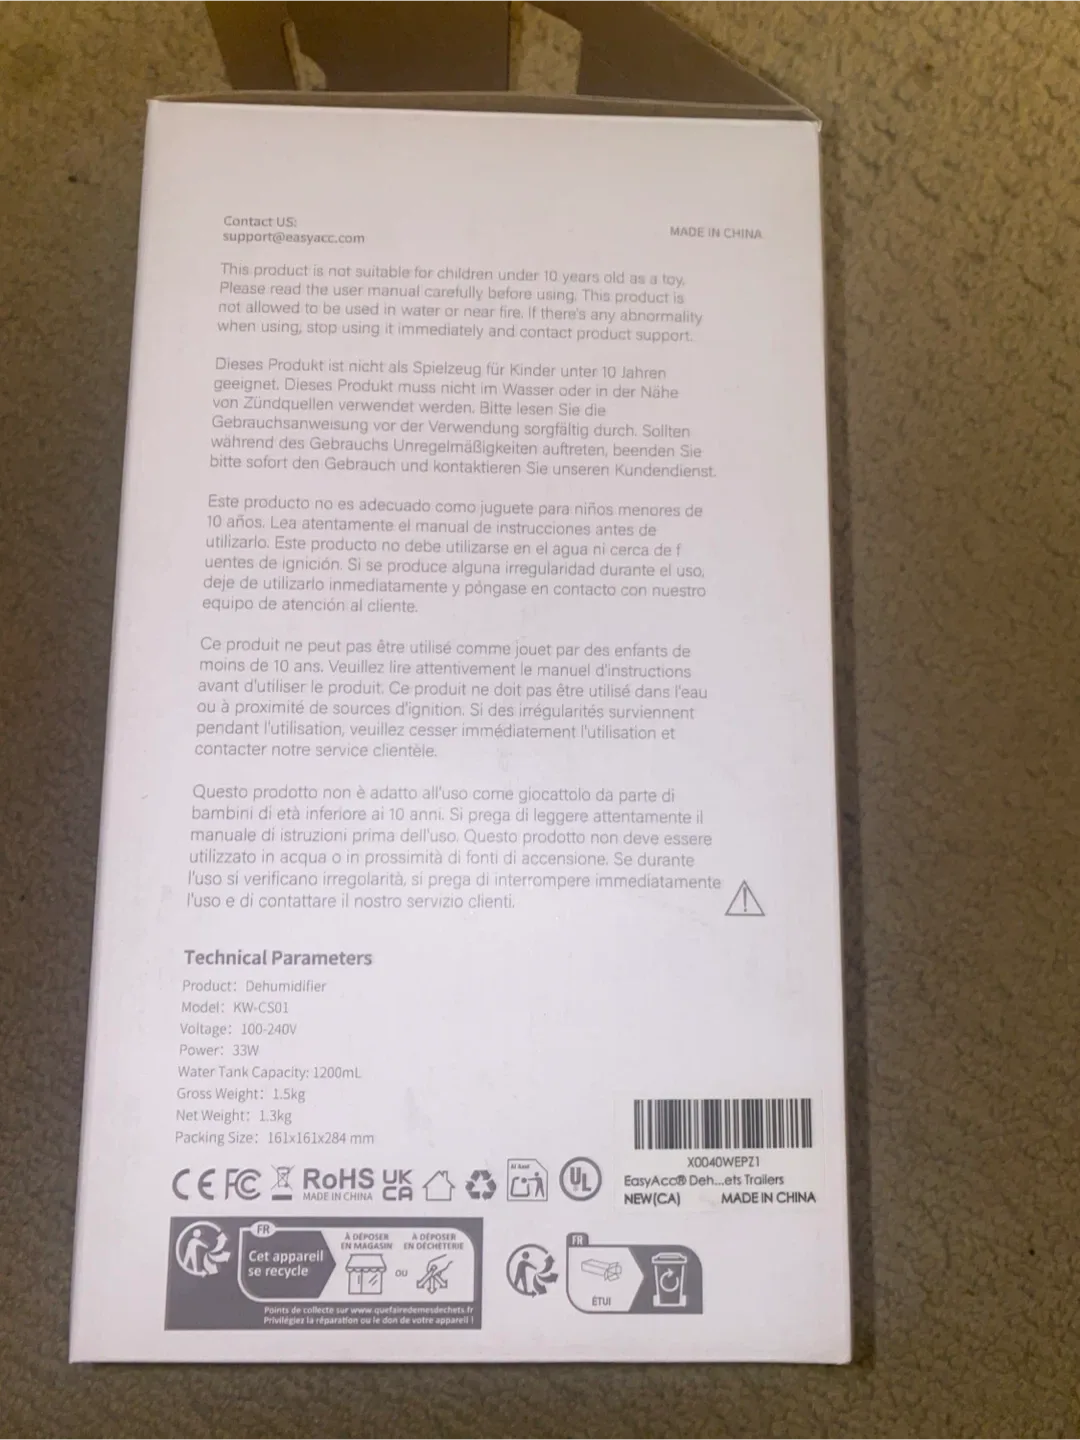 Contact US:
support@easyacc.com
MADE IN CHINA
This product is not suitable for children under 10 years old as a toy.
Please read the user manual carefully before using. This product is
not allowed to be used in water or near fire. If there's any abnormality
when using, stop using it immediately and contact product support.
Dieses Produkt ist nicht als Spielzeug für Kinder unter 10 Jahren
geeignet. Dieses Produkt muss nicht im Wasser oder in der Nähe
von Zündquellen verwendet werden. Bitte lesen Sie die
Gebrauchsanweisung vor der Verwendung sorgfältig durch. Sollten
während des Gebrauchs Unregelmäßigkeiten auftreten, beenden Sie
bitte sofort den Gebrauch und kontaktieren Sie unseren Kundendienst.
Este producto no es adecuado como juguete para niños menores de
10 años. Lea atentamente el manual de instrucciones antes de
utilizarlo. Este producto no debe utilizarse en el agua ni cerca de f
uentes de ignición. Si se produce alguna irregularidad durante el uso,
deje de utilizarlo inmediatamente y póngase en contacto con nuestro
equipo de atención al cliente.
Ce produit ne peut pas être utilisé comme jouet par des enfants de
moins de 10 ans. Veuillez lire attentivement le manuel d'instructions
avant d'utiliser le produit. Ce produit ne doit pas être utilisé dans l'eau
ou à proximité de sources d'ignition. Si des irrégularités surviennent
pendant l'utilisation, veuillez cesser immédiatement l'utilisation et
contacter notre service clientèle.
Questo prodotto non è adatto all'uso come giocattolo da parte di
bambini di età inferiore ai 10 anni. Si prega di leggere attentamente il
manuale di istruzioni prima dell'uso. Questo prodotto non deve essere
utilizzato in acqua o in prossimità di fonti di accensione. Se durante
l'uso si verificano irregolarità, si prega di interrompere immediatamente
l'uso e di contattare il nostro servizio clienti.
Technical Parameters
Product: Dehumidifier
Model: KW-CS01
Voltage: 100-240V
Power: 33W
Water Tank Capacity: 1200mL
Gross Weight: 1.5kg
Net Weight: 1.3kg
Packing Size: 161x161x284 mm
X0040WEPZ1
EasyAcc® Deh...ets Trailers
NEW(CA) MADE IN CHINA
CE FC RoHS UK CA UL
MADE IN CHINA
FR
Cet appareil
se recycle
À DÉPOSER
EN MAGASIN
OU
À DÉPOSER
EN DÉCHÈTERIE
Points de collecte sur www.quefairedemesdechets.fr
Privilégiez la réparation ou le don de votre appareil !
FR
ÉTUI